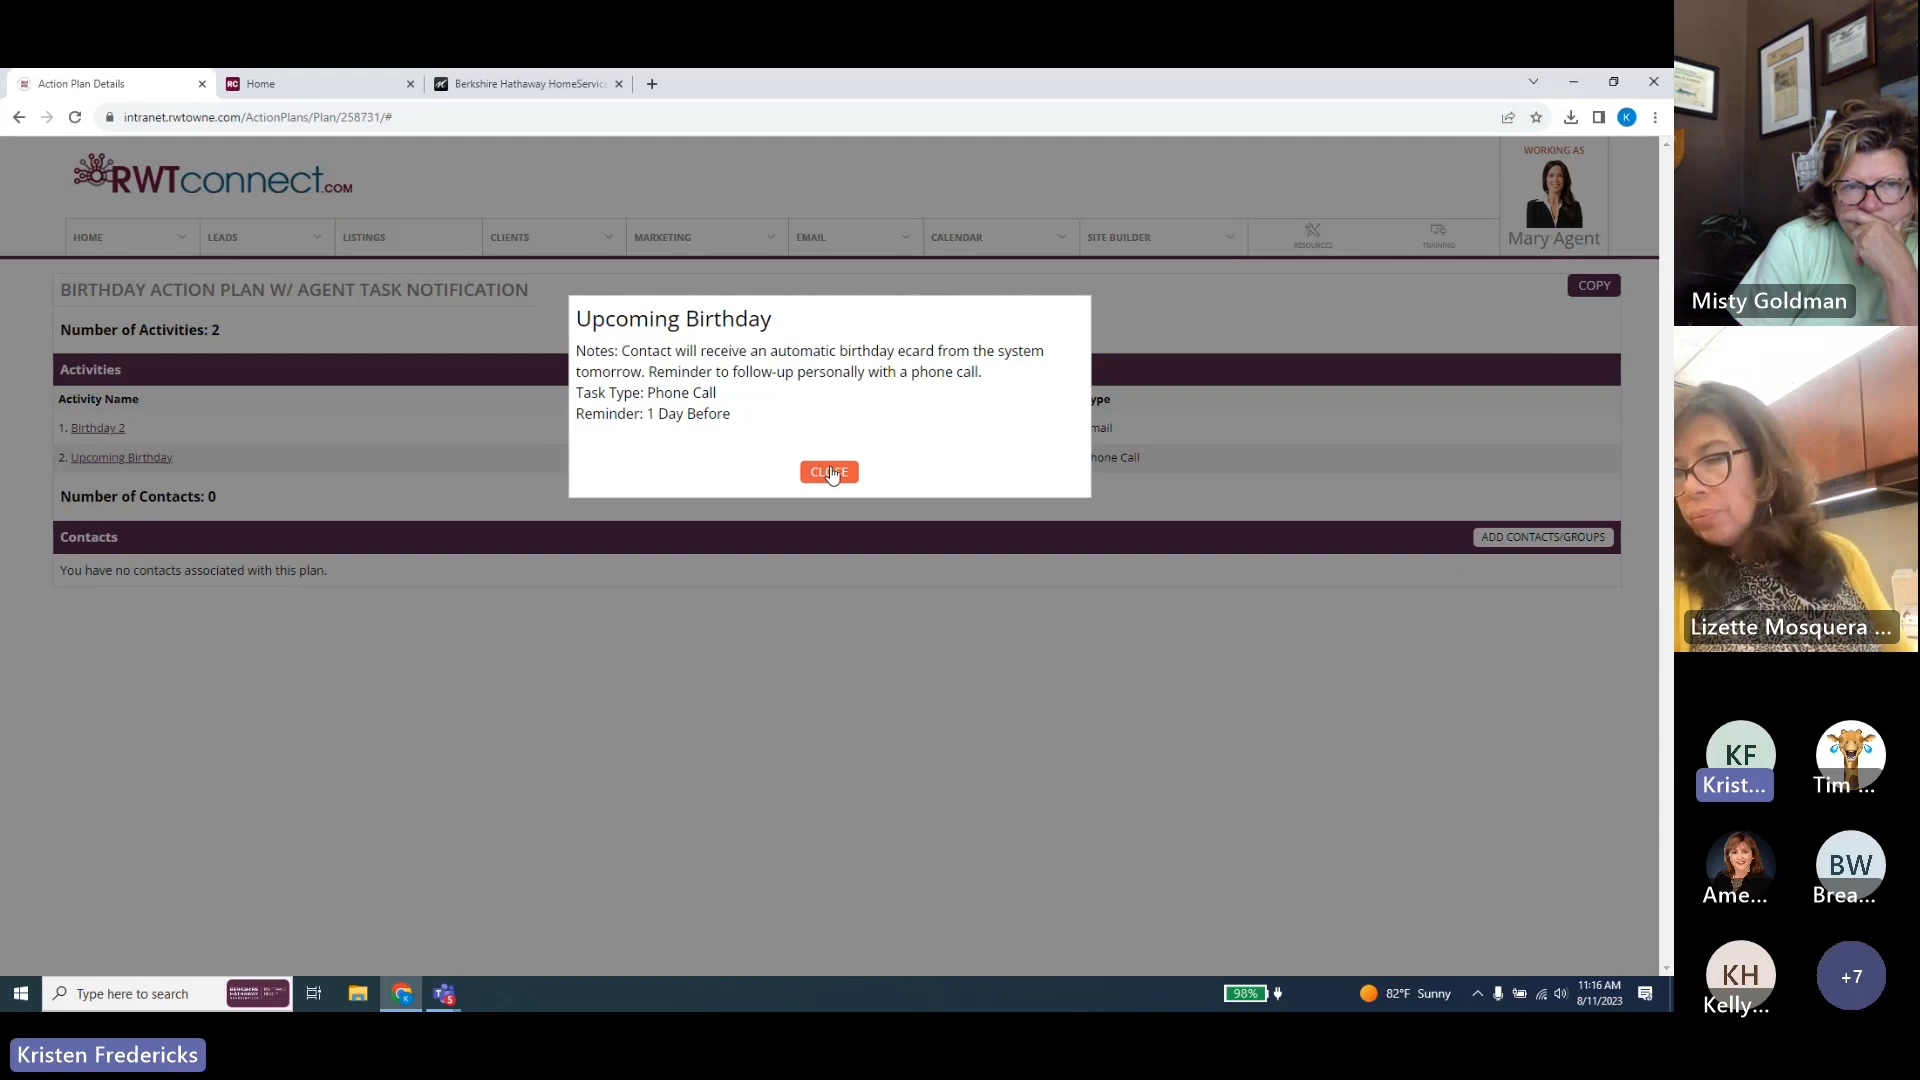 Action Plan Details
Home
Berkshire Hathaway HomeService
intranet.rwtowne.com/ActionPlans/Plan/258731/#
K
RWTconnect.COM
WORKING AS
Mary Agent
HOME
LEADS
LISTINGS
CLIENTS
MARKETING
EMAIL
CALENDAR
SITE BUILDER
RESOURCES
TRAINING
BIRTHDAY ACTION PLAN W/ AGENT TASK NOTIFICATION
COPY
Number of Activities: 2
Activities
Activity Name
ype
1. Birthday 2
mail
2. Upcoming Birthday
hone Call
Number of Contacts: 0
Contacts
ADD CONTACTS/GROUPS
You have no contacts associated with this plan.
Upcoming Birthday
Notes: Contact will receive an automatic birthday ecard from the system
tomorrow. Reminder to follow-up personally with a phone call.
Task Type: Phone Call
Reminder: 1 Day Before
CLOSE
Misty Goldman
Lizette Mosquera ...
KF
Krist...
Tim ...
Ame...
BW
Brea...
KH
Kelly...
+7
Type here to search
98%
82°F Sunny
11:16 AM
8/11/2023
Kristen Fredericks